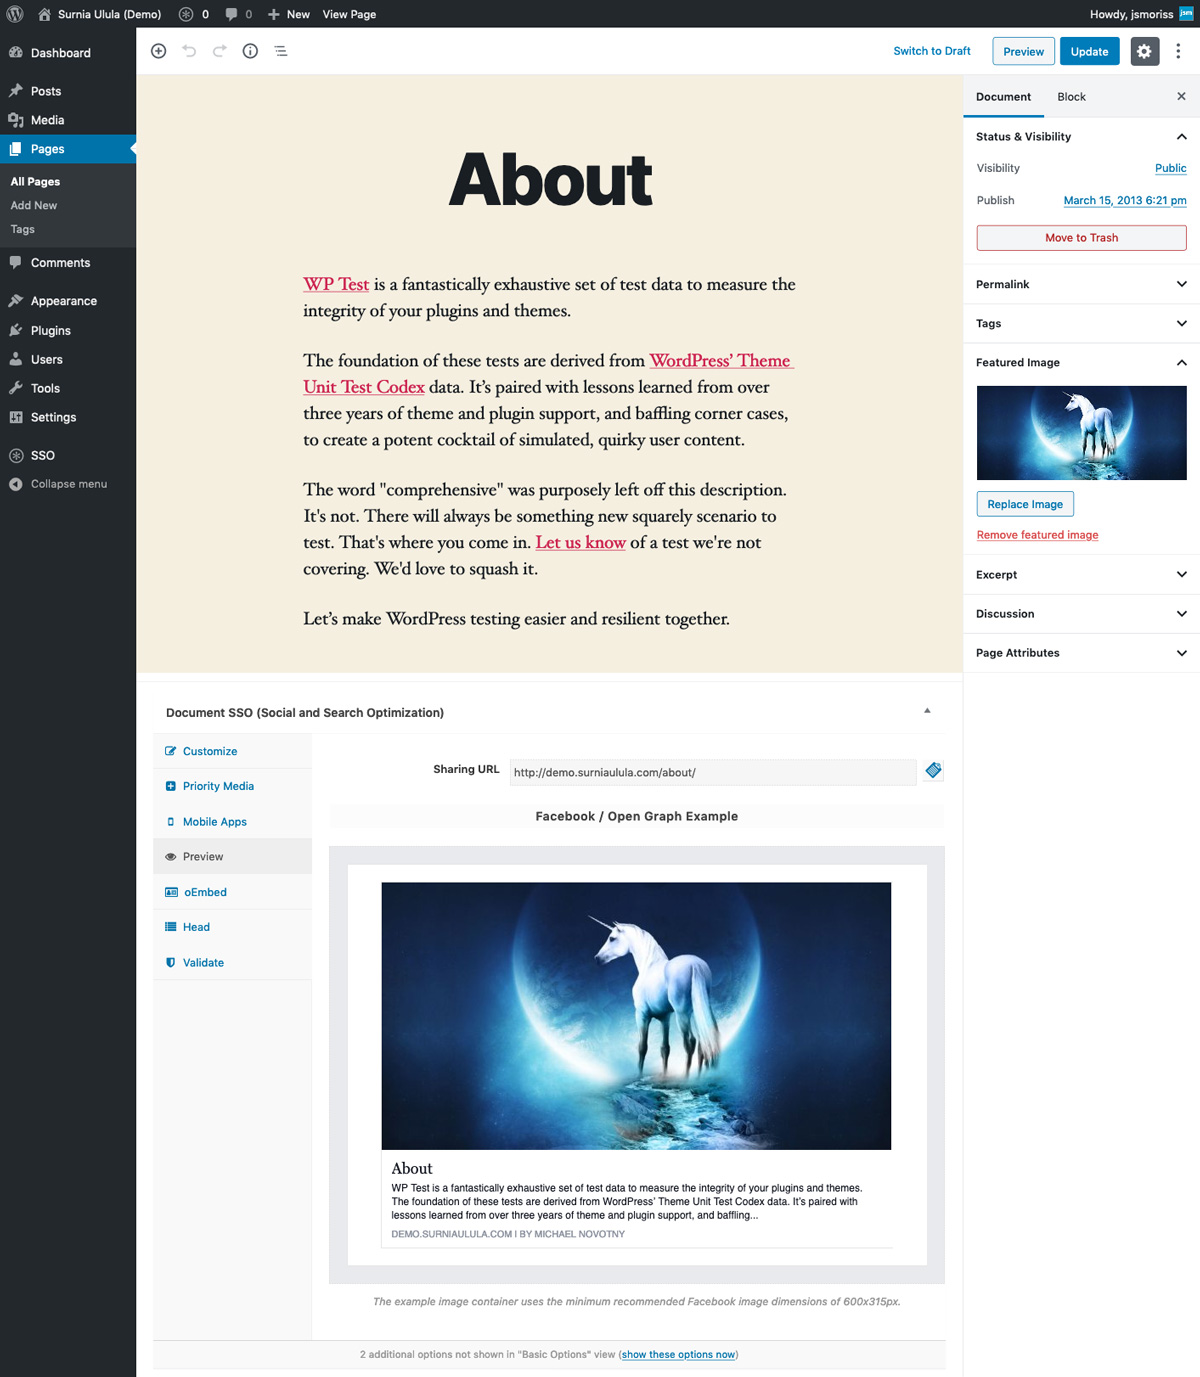 Surnia Ulula (Demo) 0 0 New View Page Howdy, jsmoriss jsm
Dashboard
Posts
Media
Pages
All Pages
Add New
Tags
Comments
Appearance
Plugins
Users
Tools
Settings
SSO
Collapse menu
Switch to Draft Preview Update
About
WP Test is a fantastically exhaustive set of test data to measure the
integrity of your plugins and themes.
The foundation of these tests are derived from WordPress’ Theme
Unit Test Codex data. It’s paired with lessons learned from over
three years of theme and plugin support, and baffling corner cases,
to create a potent cocktail of simulated, quirky user content.
The word "comprehensive" was purposely left off this description.
It's not. There will always be something new squarely scenario to
test. That's where you come in. Let us know of a test we're not
covering. We'd love to squash it.
Let’s make WordPress testing easier and resilient together.
Document Block
Status & Visibility
Visibility Public
Publish March 15, 2013 6:21 pm
Move to Trash
Permalink
Tags
Featured Image
Replace Image
Remove featured image
Excerpt
Discussion
Page Attributes
Document SSO (Social and Search Optimization)
Customize
Priority Media
Mobile Apps
Preview
oEmbed
Head
Validate
Sharing URL http://demo.surniaulula.com/about/
Facebook / Open Graph Example
About
WP Test is a fantastically exhaustive set of test data to measure the integrity of your plugins and themes.
The foundation of these tests are derived from WordPress’ Theme Unit Test Codex data. It’s paired with
lessons learned from over three years of theme and plugin support, and baffling...
DEMO.SURNIAULULA.COM | BY MICHAEL NOVOTNY
The example image container uses the minimum recommended Facebook image dimensions of 600x315px.
2 additional options not shown in "Basic Options" view (show these options now)